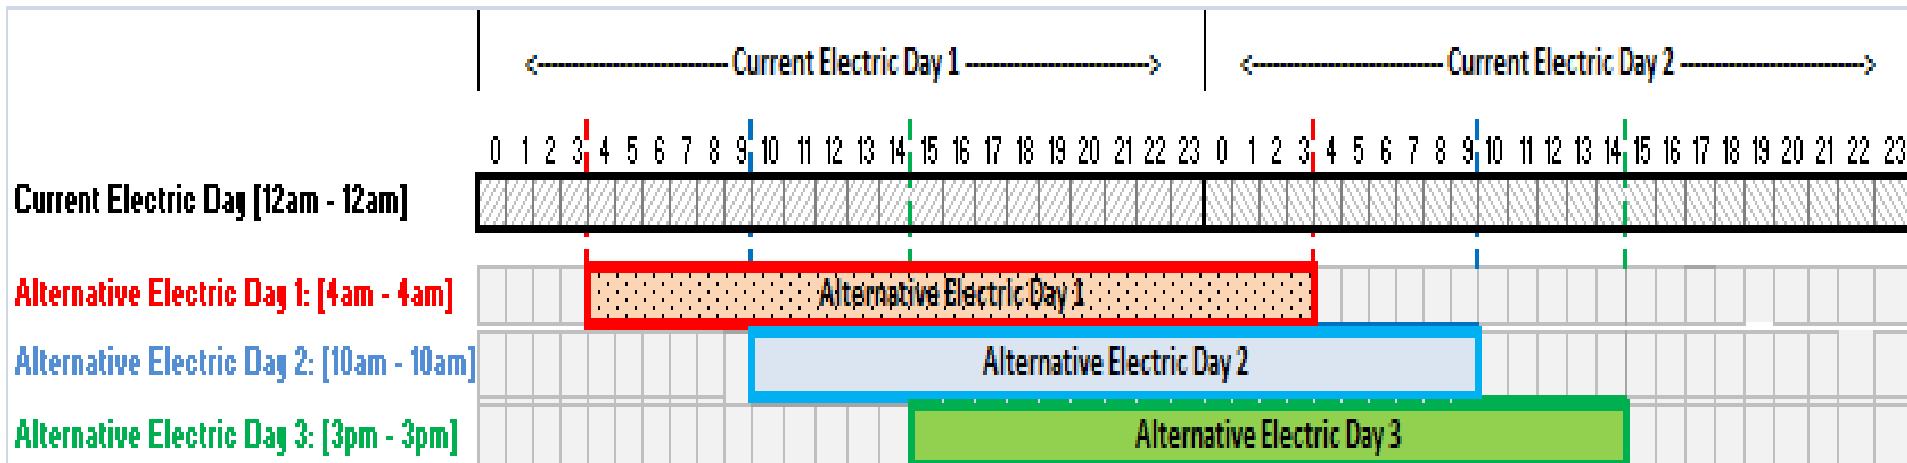 <-------------------- Current Electric Day 1 --------------------> <-------------------- Current Electric Day 2 -------------------->
0 1 2 3 4 5 6 7 8 9 10 11 12 13 14 15 16 17 18 19 20 21 22 23 0 1 2 3 4 5 6 7 8 9 10 11 12 13 14 15 16 17 18 19 20 21 22 23
Current Electric Day [12am - 12am]
Alternative Electric Day 1: [4am - 4am] Alternative Electric Day 1
Alternative Electric Day 2: [10am - 10am] Alternative Electric Day 2
Alternative Electric Day 3: [3pm - 3pm] Alternative Electric Day 3